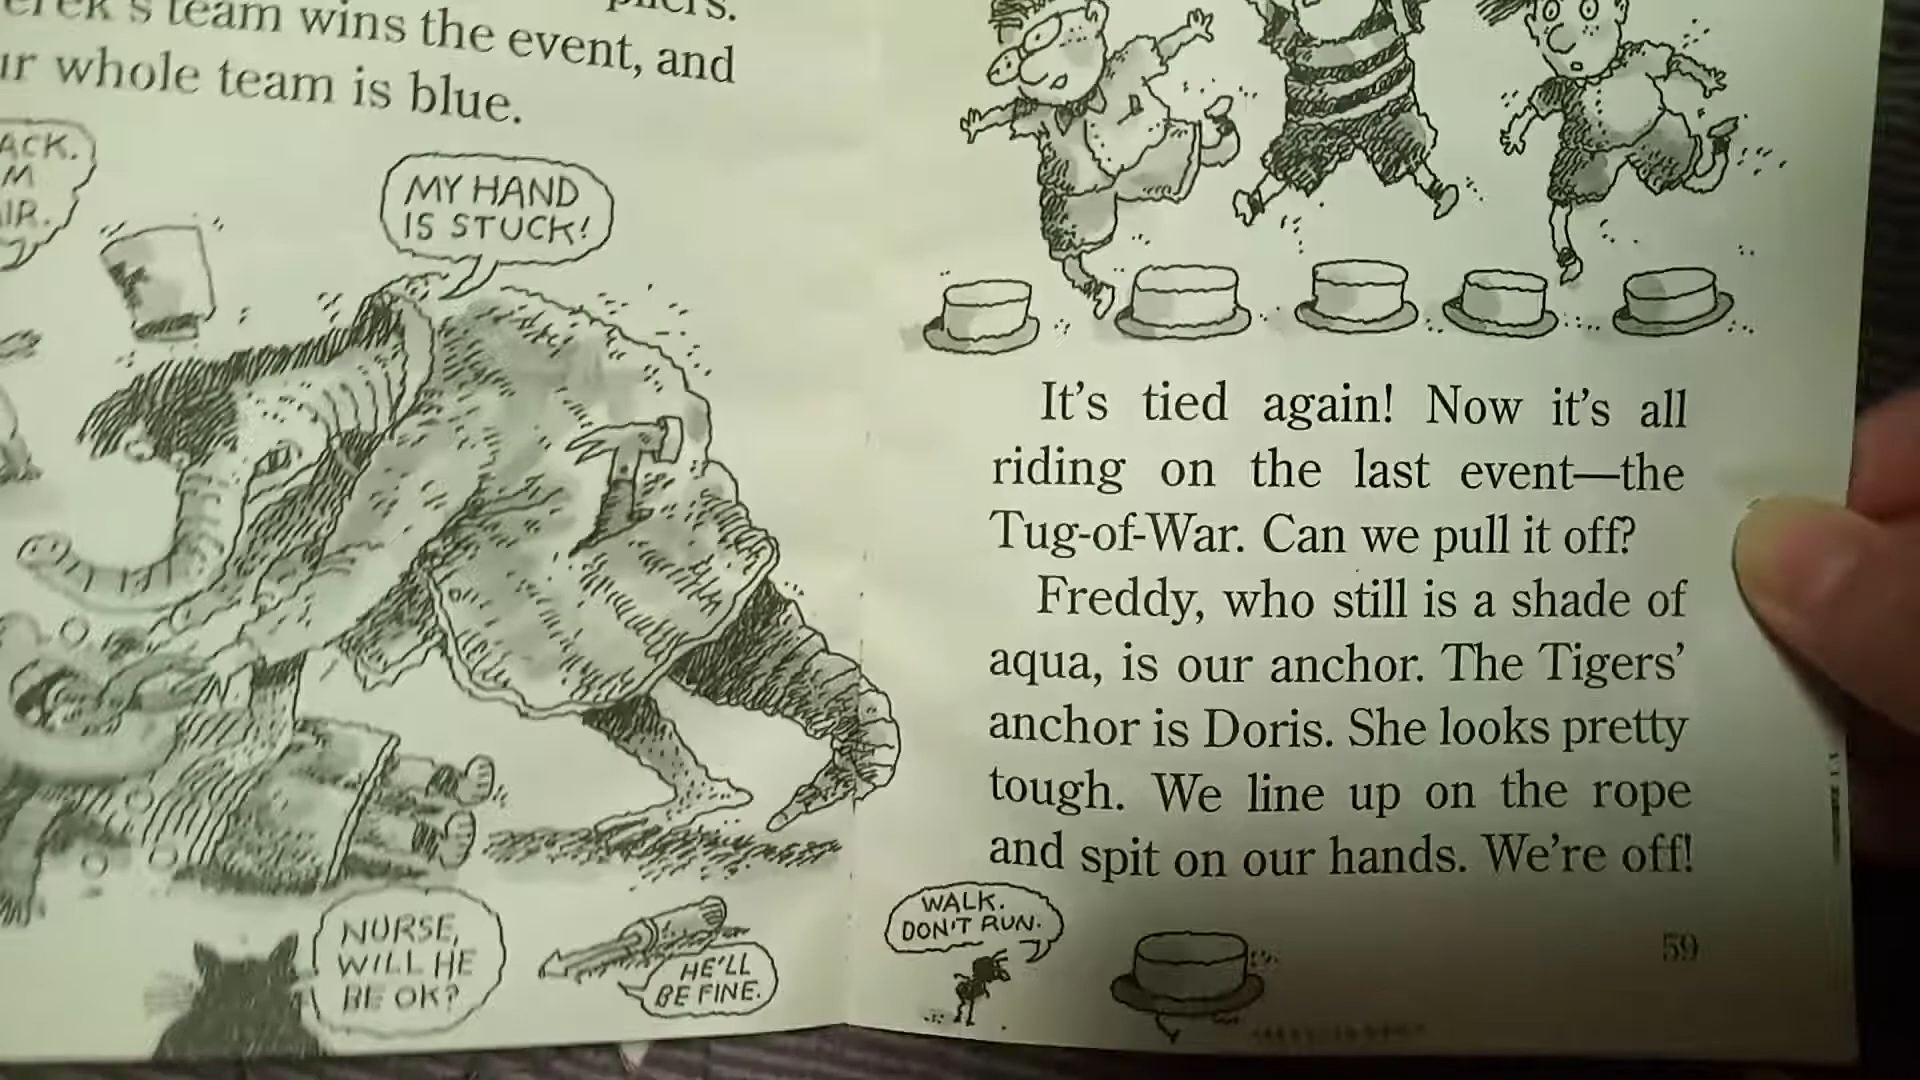 team wins the event, and
whole team is blue.
MY HAND
IS STUCK!
NURSE,
WILL HE
BE OK?
HE'LL
BE FINE.
It's tied again! Now it's all
riding on the last event—the
Tug-of-War. Can we pull it off?
Freddy, who still is a shade of
aqua, is our anchor. The Tigers'
anchor is Doris. She looks pretty
tough. We line up on the rope
and spit on our hands. We're off!
WALK.
DON'T RUN.
59